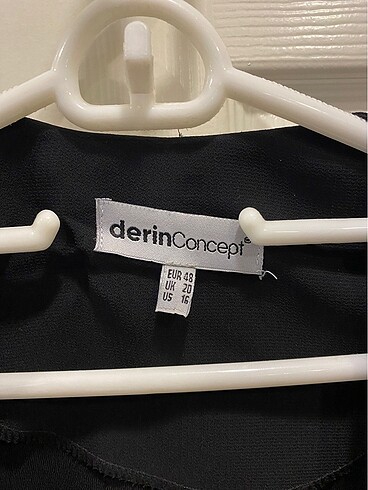 derinConcept®
EUR 48
UK 20
US 16